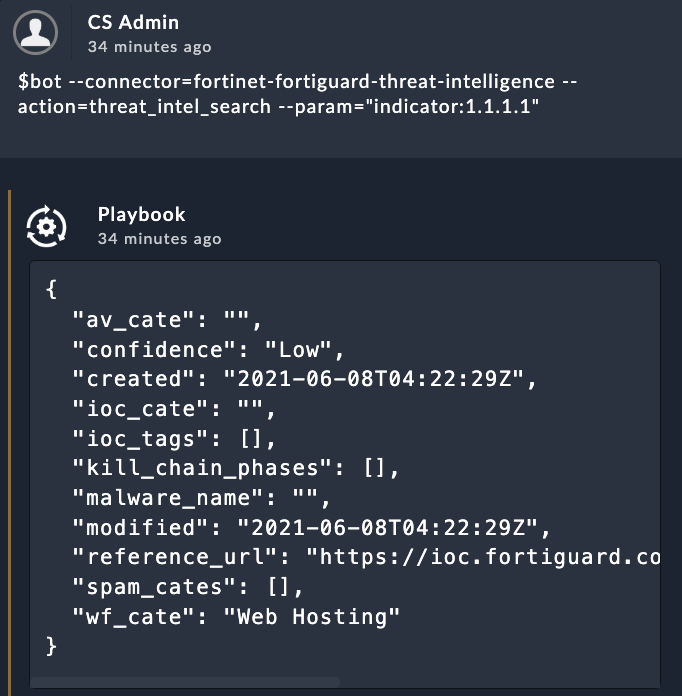 CS Admin
34 minutes ago
$bot --connector=fortinet-fortiguard-threat-intelligence --
action=threat_intel_search --param="indicator:1.1.1.1"
Playbook
34 minutes ago
{
"av_cate": "",
"confidence": "Low",
"created": "2021-06-08T04:22:29Z",
"ioc_cate": "",
"ioc_tags": [],
"kill_chain_phases": [],
"malware_name": "",
"modified": "2021-06-08T04:22:29Z",
"reference_url": "https://ioc.fortiguard.co
"spam_cates": [],
"wf_cate": "Web Hosting"
}